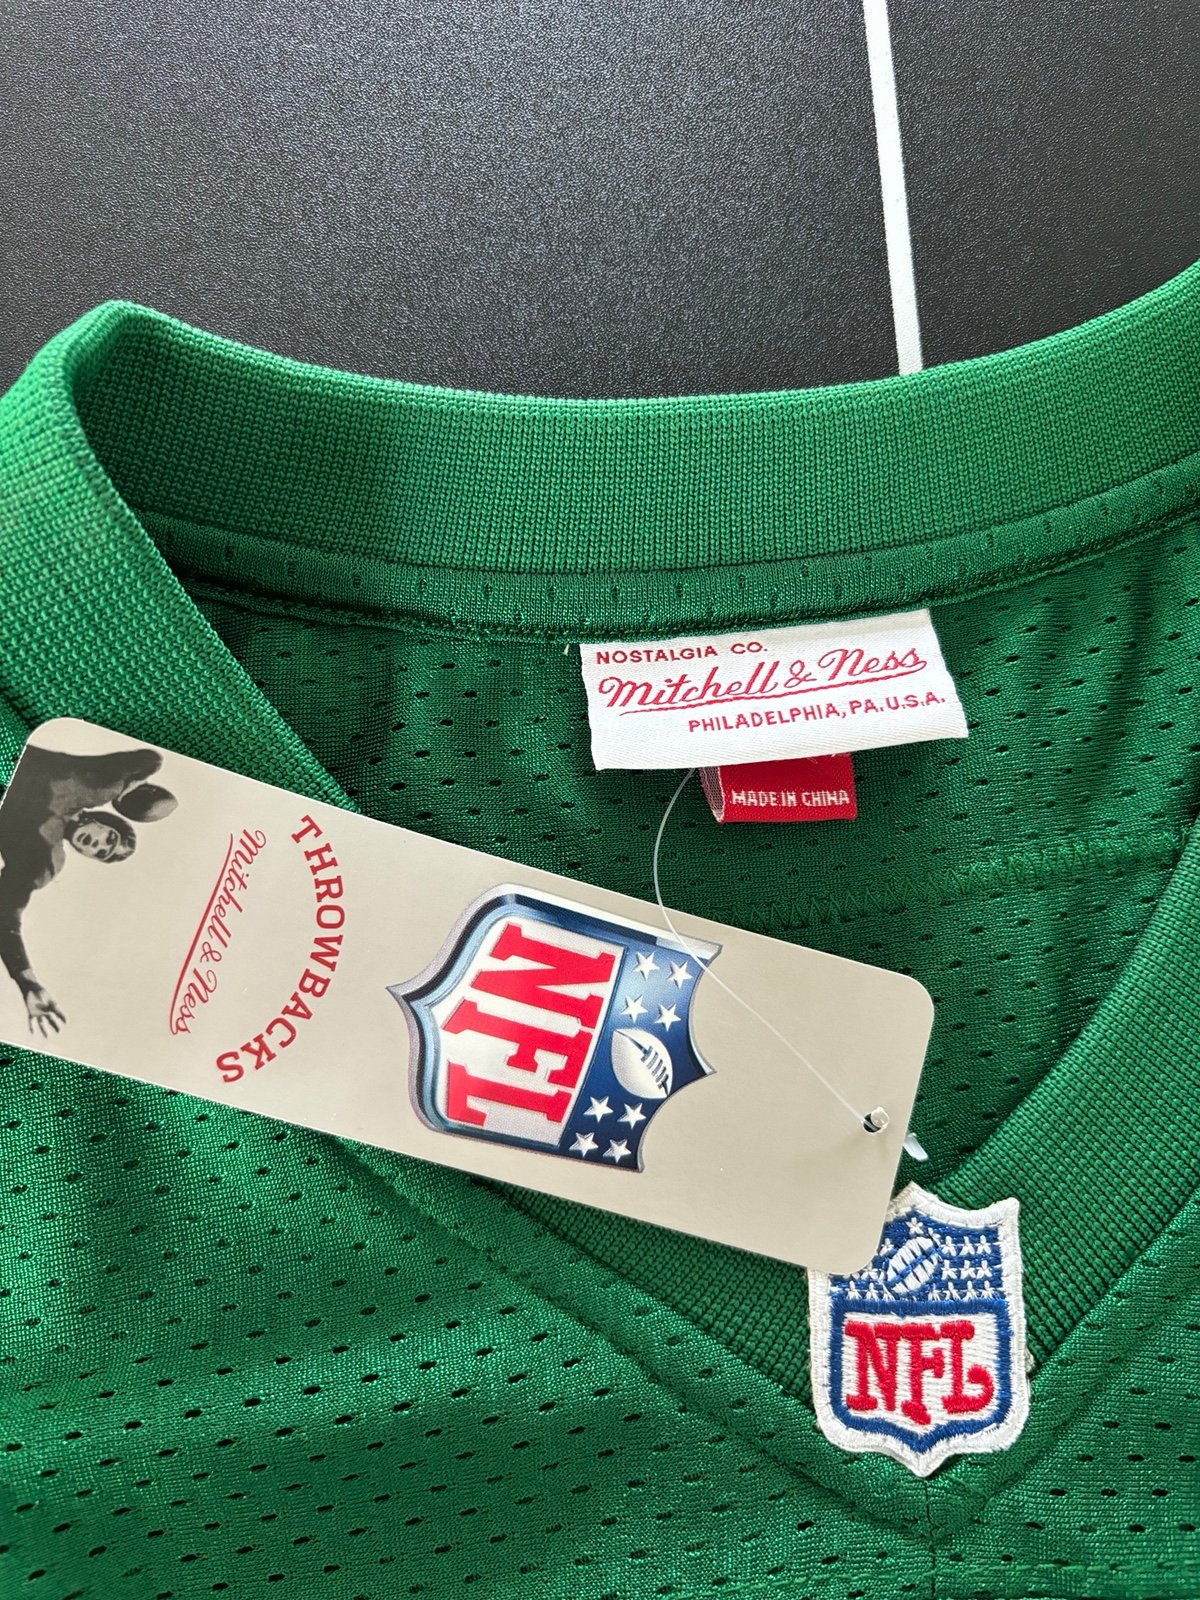 NOSTALGIA CO.
Mitchell & Ness
PHILADELPHIA, PA. U.S.A.
MADE IN CHINA
THROWBACKS
Mitchell & Ness
NFL
NFL